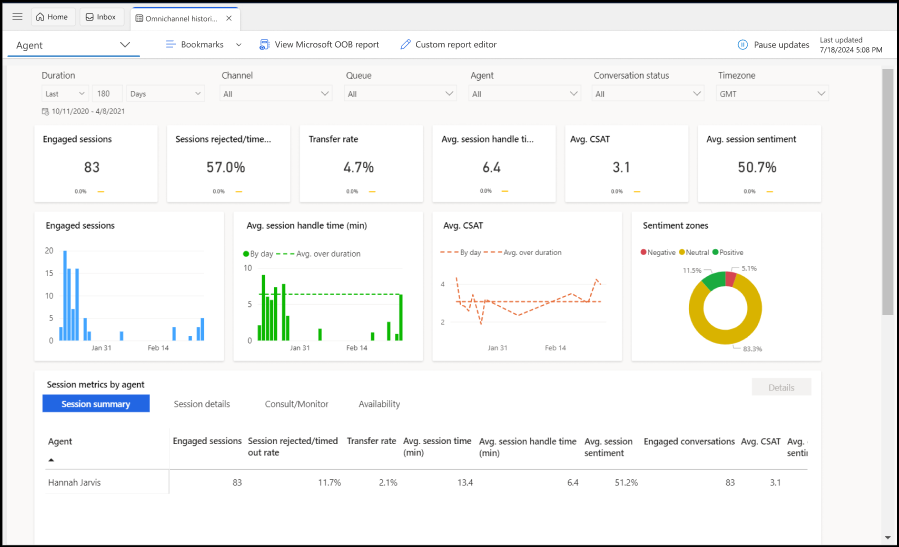 Home
Inbox
Omnichannel histori...
Agent
Bookmarks
View Microsoft OOB report
Custom report editor
Pause updates
Last updated
7/18/2024 5:08 PM
Duration
Channel
Queue
Agent
Conversation status
Timezone
Last
180
Days
All
All
All
All
GMT
10/11/2020 - 4/8/2021
Engaged sessions
Sessions rejected/time...
Transfer rate
Avg. session handle ti...
Avg. CSAT
Avg. session sentiment
83
57.0%
4.7%
6.4
3.1
50.7%
0.0%
0.0%
0.0%
0.0%
0.0%
0.0%
Engaged sessions
20
15
10
5
0
Jan 31
Feb 14
Avg. session handle time (min)
By day
Avg. over duration
10
5
0
Jan 31
Feb 14
Avg. CSAT
By day
Avg. over duration
4
2
Jan 31
Feb 14
Sentiment zones
Negative
Neutral
Positive
11.5%
5.1%
83.3%
Session metrics by agent
Details
Session summary
Session details
Consult/Monitor
Availability
Agent
Engaged sessions
Session rejected/timed
out rate
Transfer rate
Avg. session time
(min)
Avg. session handle time
(min)
Avg. session
sentiment
Engaged conversations
Avg. CSAT
Avg.
Hannah Jarvis
83
11.7%
2.1%
13.4
6.4
51.2%
83
3.1